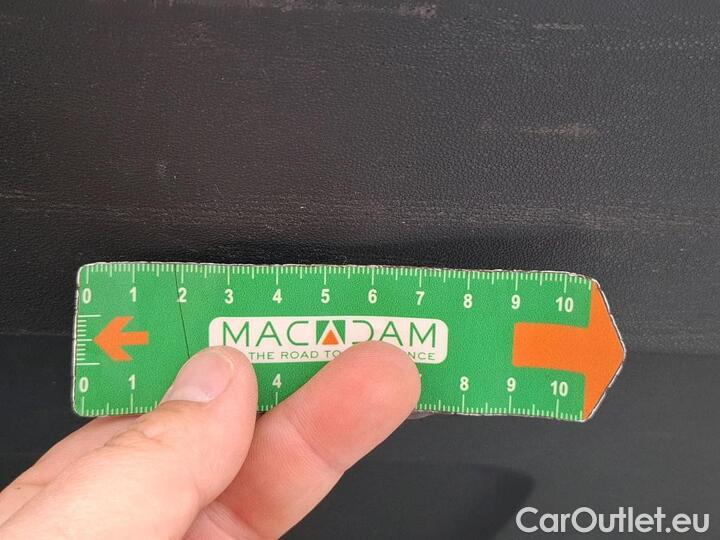 0 1 2 3 4 5 6 7 8 9 10
MACADAM
THE ROAD TO
0 1 4 8 9 10
CarOutlet.eu